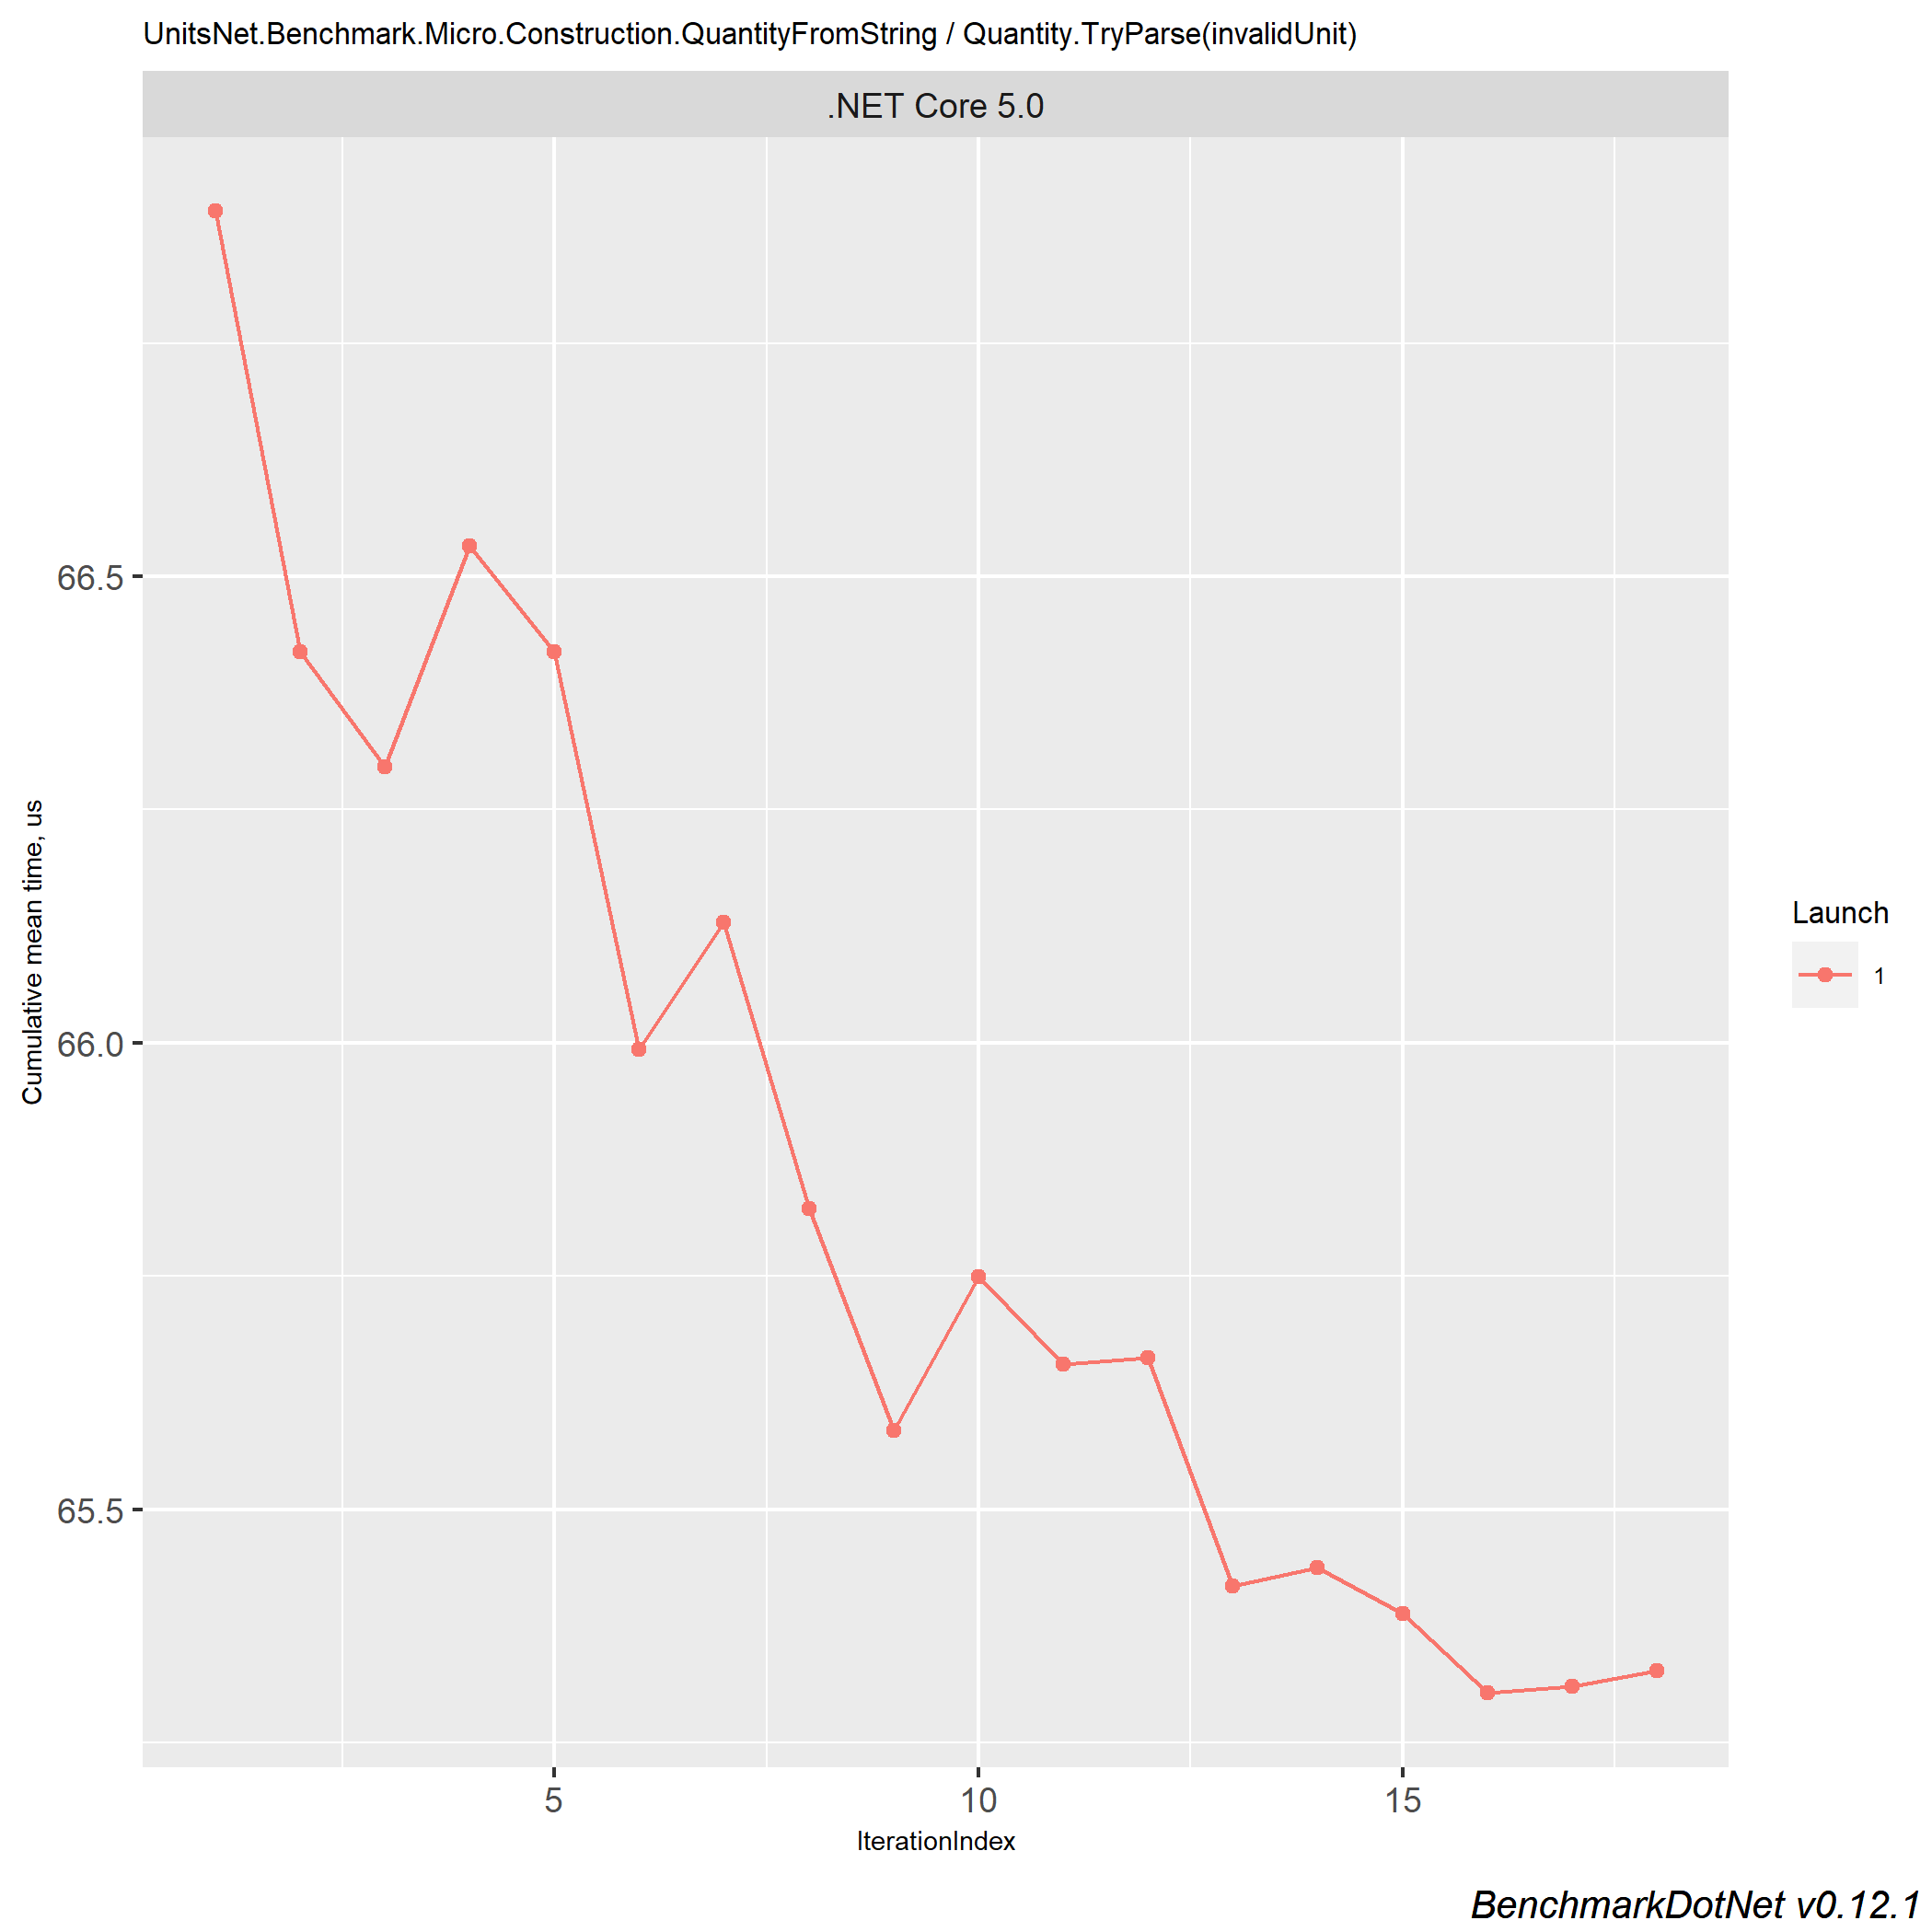 UnitsNet.Benchmark.Micro.Construction.QuantityFromString / Quantity.TryParse(invalidUnit)
.NET Core 5.0
66.5
66.0
65.5
Cumulative mean time, us
5
10
15
IterationIndex
Launch
1
BenchmarkDotNet v0.12.1